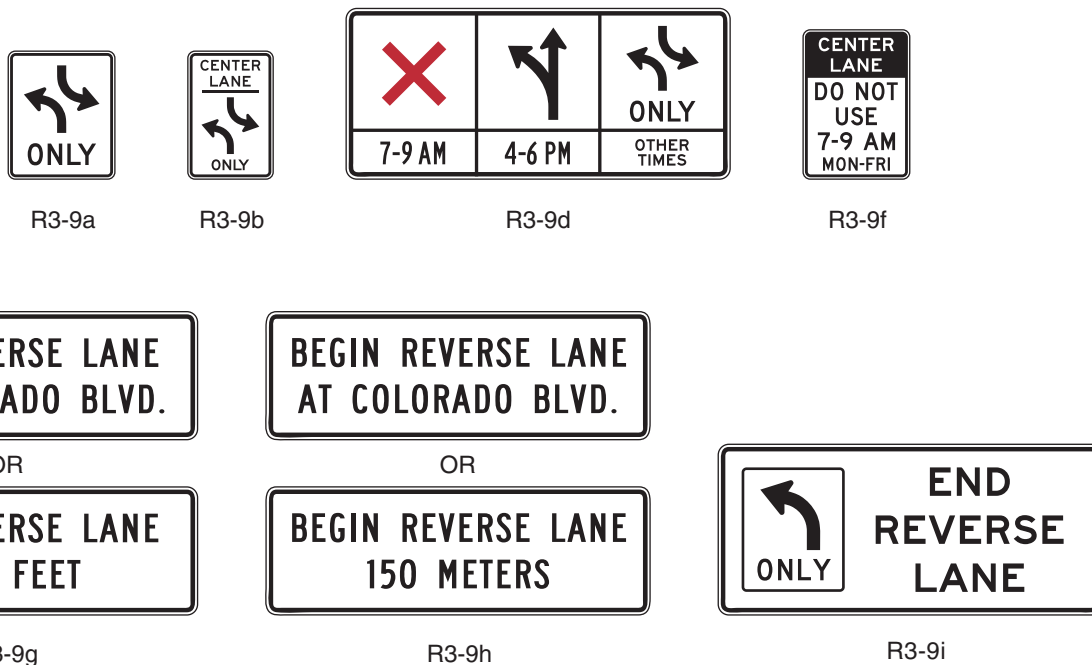 ONLY
R3-9a
CENTER
LANE
ONLY
R3-9b
7-9 AM
4-6 PM
ONLY
OTHER
TIMES
R3-9d
CENTER
LANE
DO NOT
USE
7-9 AM
MON-FRI
R3-9f
ERSE LANE
ADO BLVD.
OR
ERSE LANE
FEET
3-9g
BEGIN REVERSE LANE
AT COLORADO BLVD.
OR
BEGIN REVERSE LANE
150 METERS
R3-9h
ONLY
END
REVERSE
LANE
R3-9i